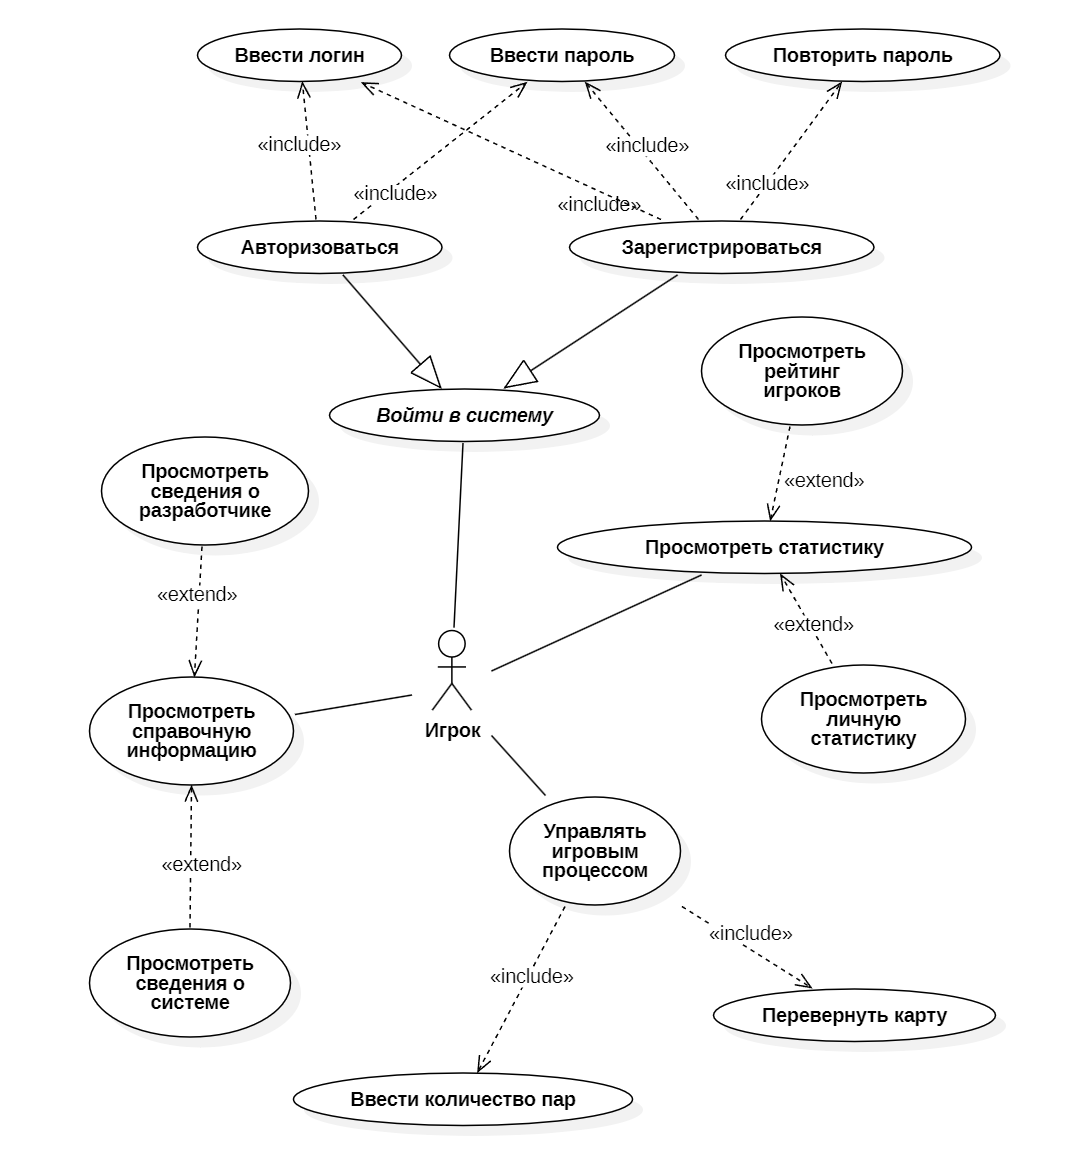 Ввести логин
Ввести пароль
Повторить пароль
«include»
«include»
«include»
«include»
«include»
Авторизоваться
Зарегистрироваться
Просмотреть
рейтинг
игроков
Войти в систему
Просмотреть
сведения о
разработчике
«extend»
Просмотреть статистику
«extend»
«extend»
Просмотреть
справочную
информацию
Игрок
Просмотреть
личную
статистику
Управлять
игровым
процессом
«extend»
«include»
«include»
Просмотреть
сведения о
системе
Перевернуть карту
Ввести количество пар